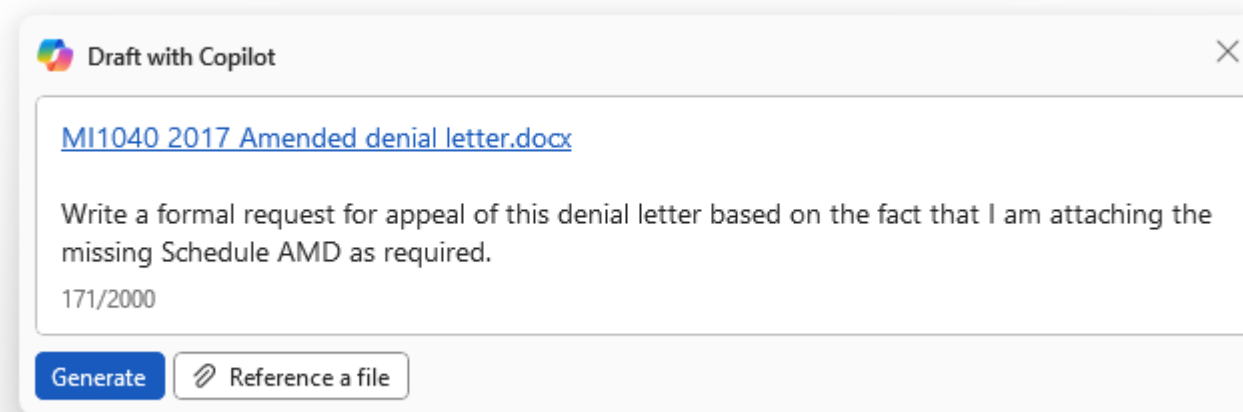 Draft with Copilot
MI1040 2017 Amended denial letter.docx
Write a formal request for appeal of this denial letter based on the fact that I am attaching the
missing Schedule AMD as required.
171/2000
Generate
Reference a file